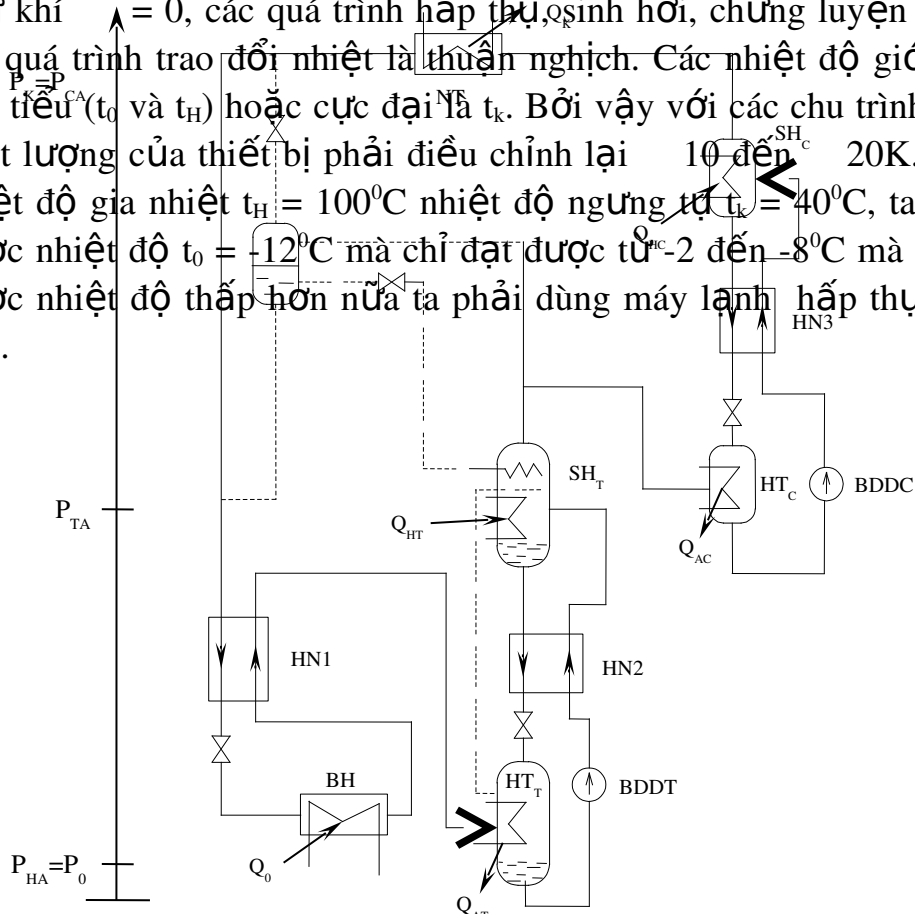 khí = 0, các quá trình hấp thụ, sinh hơi, chưng luyện
quá trình trao đổi nhiệt là thuận nghịch. Các nhiệt độ giớ
tiểu (t0 và tH) hoặc cực đại là tk. Bởi vậy với các chu trình
t lượng của thiết bị phải điều chỉnh lại 10 đến 20K.
ệt độ gia nhiệt tH = 100⁰C nhiệt độ ngưng tụ tk = 40⁰C, ta
ợc nhiệt độ t0 = -12⁰C mà chỉ đạt được từ -2 đến -8⁰C mà
ợc nhiệt độ thấp hơn nữa ta phải dùng máy lạnh hấp thụ
.
QK
PK=PCA
NT
SHC
QHC
HN3
SHT
HTC
BDDC
PTA
QHT
QAC
HN1
HN2
BH
HTT
BDDT
PHA=P0
Q0
QAT